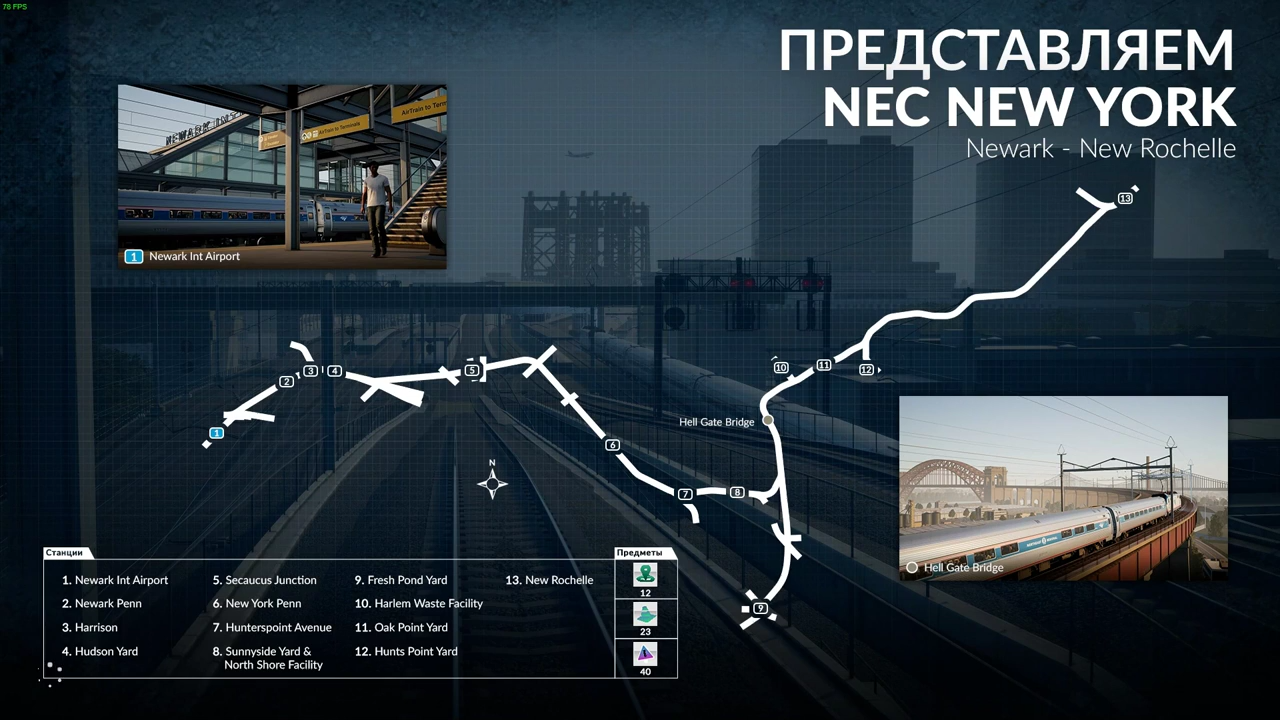 78 FPS
ПРЕДСТАВЛЯЕМ
NEC NEW YORK
Newark - New Rochelle
NEWARK INT
AirTrain to Terminals
AirTrain to Term
1 Newark Int Airport
13
10
11
12
3
4
5
2
1
Hell Gate Bridge
6
N
7
8
9
Hell Gate Bridge
Станции
1. Newark Int Airport
2. Newark Penn
3. Harrison
4. Hudson Yard
5. Secaucus Junction
6. New York Penn
7. Hunterspoint Avenue
8. Sunnyside Yard &
North Shore Facility
9. Fresh Pond Yard
10. Harlem Waste Facility
11. Oak Point Yard
12. Hunts Point Yard
13. New Rochelle
Предметы
12
23
40